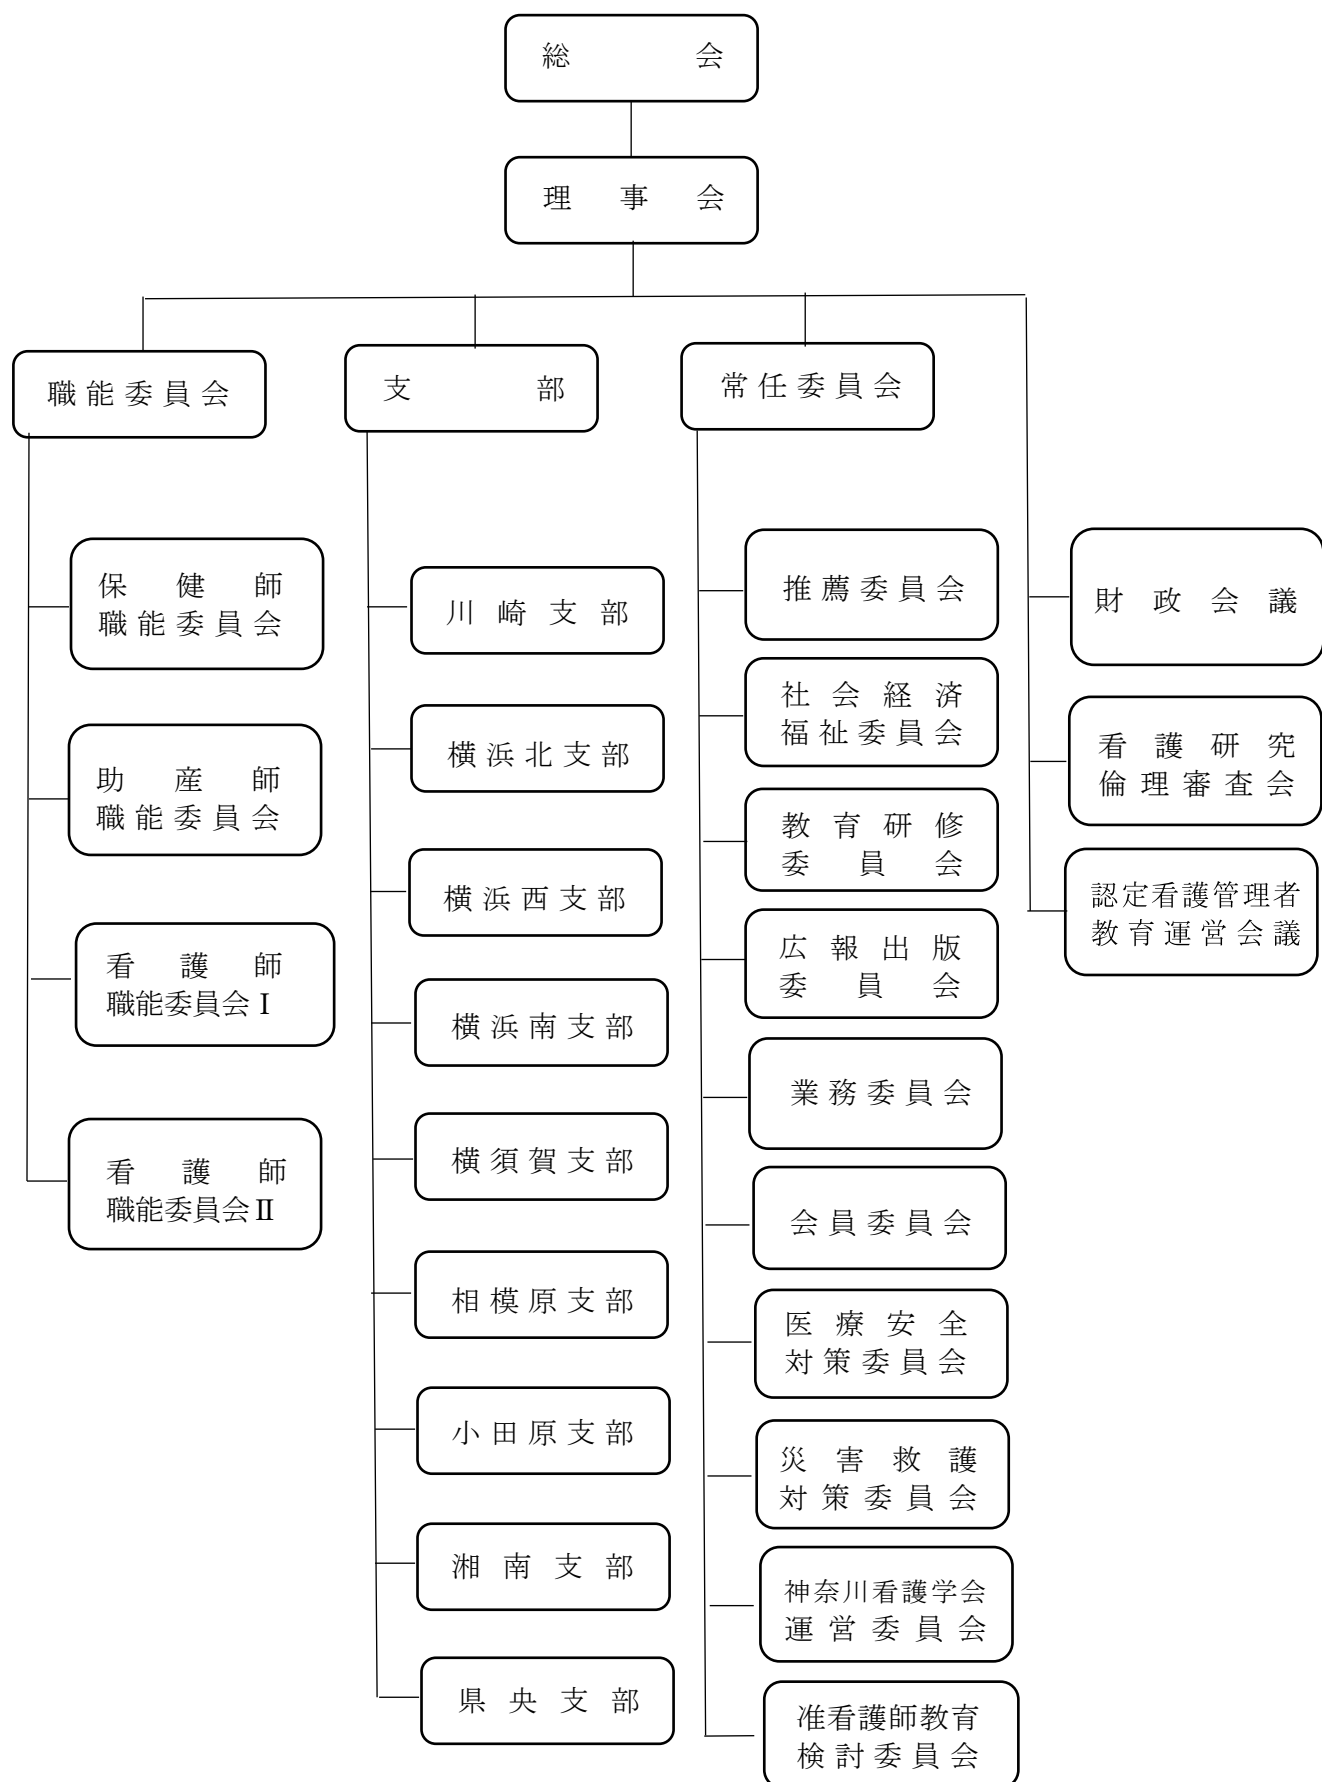 総会
理事会
職能委員会
保健師
職能委員会
助産師
職能委員会
看護師
職能委員会Ⅰ
看護師
職能委員会Ⅱ
支部
川崎支部
横浜北支部
横浜西支部
横浜南支部
横須賀支部
相模原支部
小田原支部
湘南支部
県央支部
常任委員会
推薦委員会
社会経済
福祉委員会
教育研修
委員会
広報出版
委員会
業務委員会
会員委員会
医療安全
対策委員会
災害救護
対策委員会
神奈川看護学会
運営委員会
准看護師教育
検討委員会
財政会議
看護研究
倫理審査会
認定看護管理者
教育運営会議